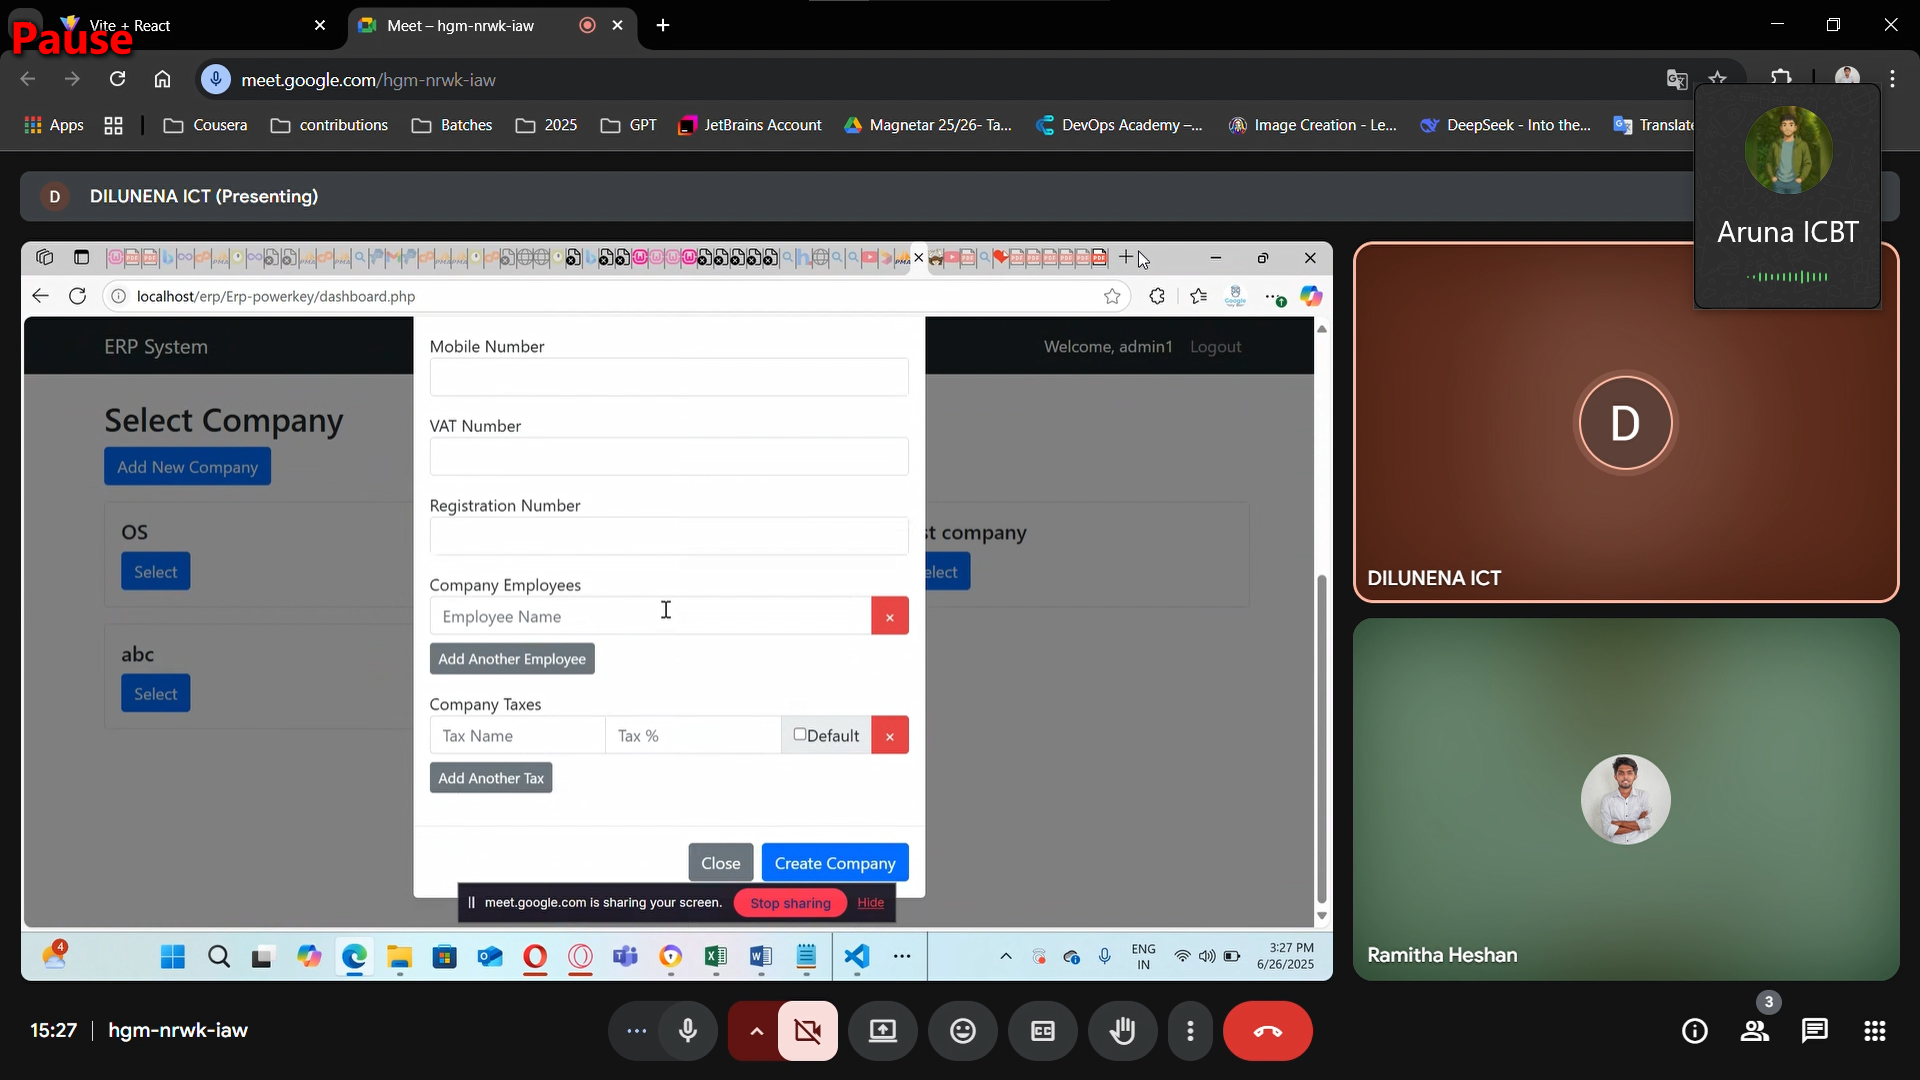 Pause
Vite + React
Meet – hgm-nrwk-iaw
meet.google.com/hgm-nrwk-iaw
Apps
Cousera
contributions
Batches
2025
GPT
JetBrains Account
Magnetar 25/26- Ta...
DevOps Academy –...
Image Creation - Le...
DeepSeek - Into the...
Translate
Aruna ICBT
D
DILUNENA ICT (Presenting)
localhost/erp/Erp-powerkey/dashboard.php
ERP System
Welcome, admin1
Logout
Select Company
Add New Company
OS
Select
abc
Select
st company
elect
Mobile Number
VAT Number
Registration Number
Company Employees
Employee Name
×
Add Another Employee
Company Taxes
Tax Name
Tax %
Default
×
Add Another Tax
Close
Create Company
meet.google.com is sharing your screen.
Stop sharing
Hide
4
ENG
IN
3:27 PM
6/26/2025
D
DILUNENA ICT
Ramitha Heshan
15:27
hgm-nrwk-iaw
3